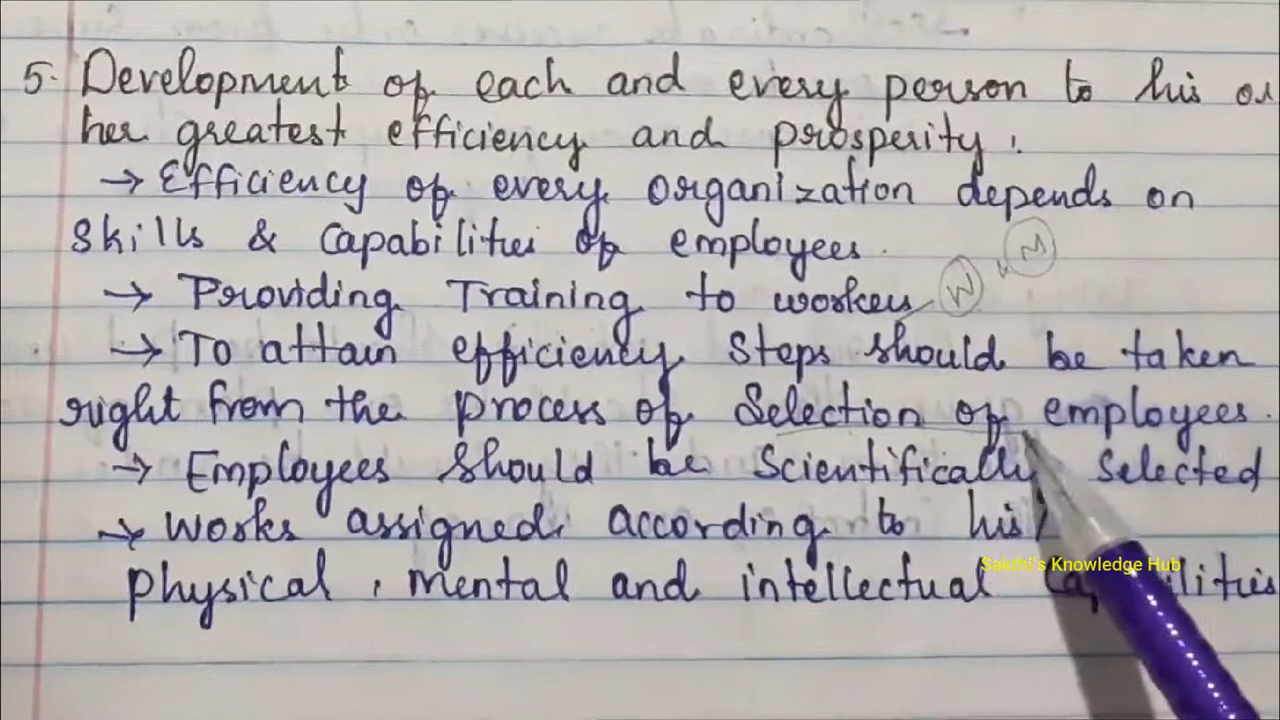 5. Development of each and every person to his or
her greatest efficiency and prosperity.
→ Efficiency of every organization depends on
Skills & Capabilities of employees.
→ Providing Training to workers W " M
→ To attain efficiency steps should be taken
right from the process of Selection of employees.
→ Employees should be Scientifically Selected
→ Works assigned according to his/
Sakthi's Knowledge Hub
physical, mental and intellectual